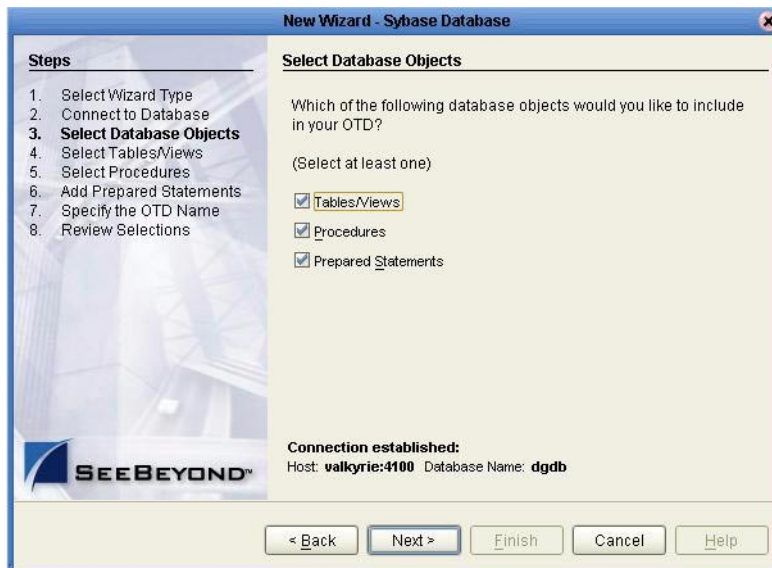 New Wizard - Sybase Database
Steps
1. Select Wizard Type
2. Connect to Database
3. Select Database Objects
4. Select Tables/Views
5. Select Procedures
6. Add Prepared Statements
7. Specify the OTD Name
8. Review Selections
SEEBEYOND™
Select Database Objects
Which of the following database objects would you like to include
in your OTD?
(Select at least one)
Tables/Views
Procedures
Prepared Statements
Connection established:
Host: valkyrie:4100 Database Name: dgdb
< Back
Next >
Finish
Cancel
Help